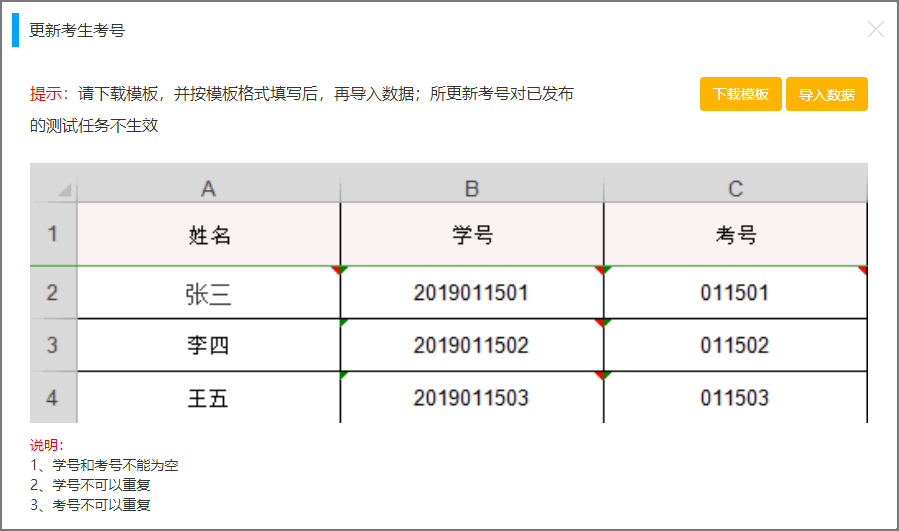 更新考生考号
提示：请下载模板，并按模板格式填写后，再导入数据；所更新考号对已发布
的测试任务不生效
下载模板 导入数据
A B C
1 姓名 学号 考号
2 张三 2019011501 011501
3 李四 2019011502 011502
4 王五 2019011503 011503
说明：
1、学号和考号不能为空
2、学号不可以重复
3、考号不可以重复